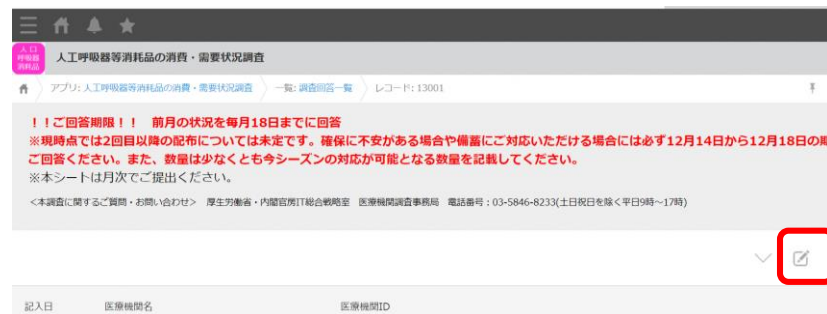 人工
呼吸器
消耗品
人工呼吸器等消耗品の消費・需要状況調査
アプリ: 人工呼吸器等消耗品の消費・需要状況調査 一覧: 調査回答一覧 レコード: 13001
!!ご回答期限!! 前月の状況を毎月18日までに回答
※現時点では2回目以降の配布については未定です。確保に不安がある場合や備蓄にご対応いただける場合には必ず12月14日から12月18日の
ご回答ください。また、数量は少なくとも今シーズンの対応が可能となる数量を記載してください。
※本シートは月次でご提出ください。
<本調査に関するご質問・お問い合わせ> 厚生労働省・内閣官房IT総合戦略室 医療機関調査事務局 電話番号:03-5846-8233(土日祝日を除く平日9時~17時)
記入日 医療機関名 医療機関ID